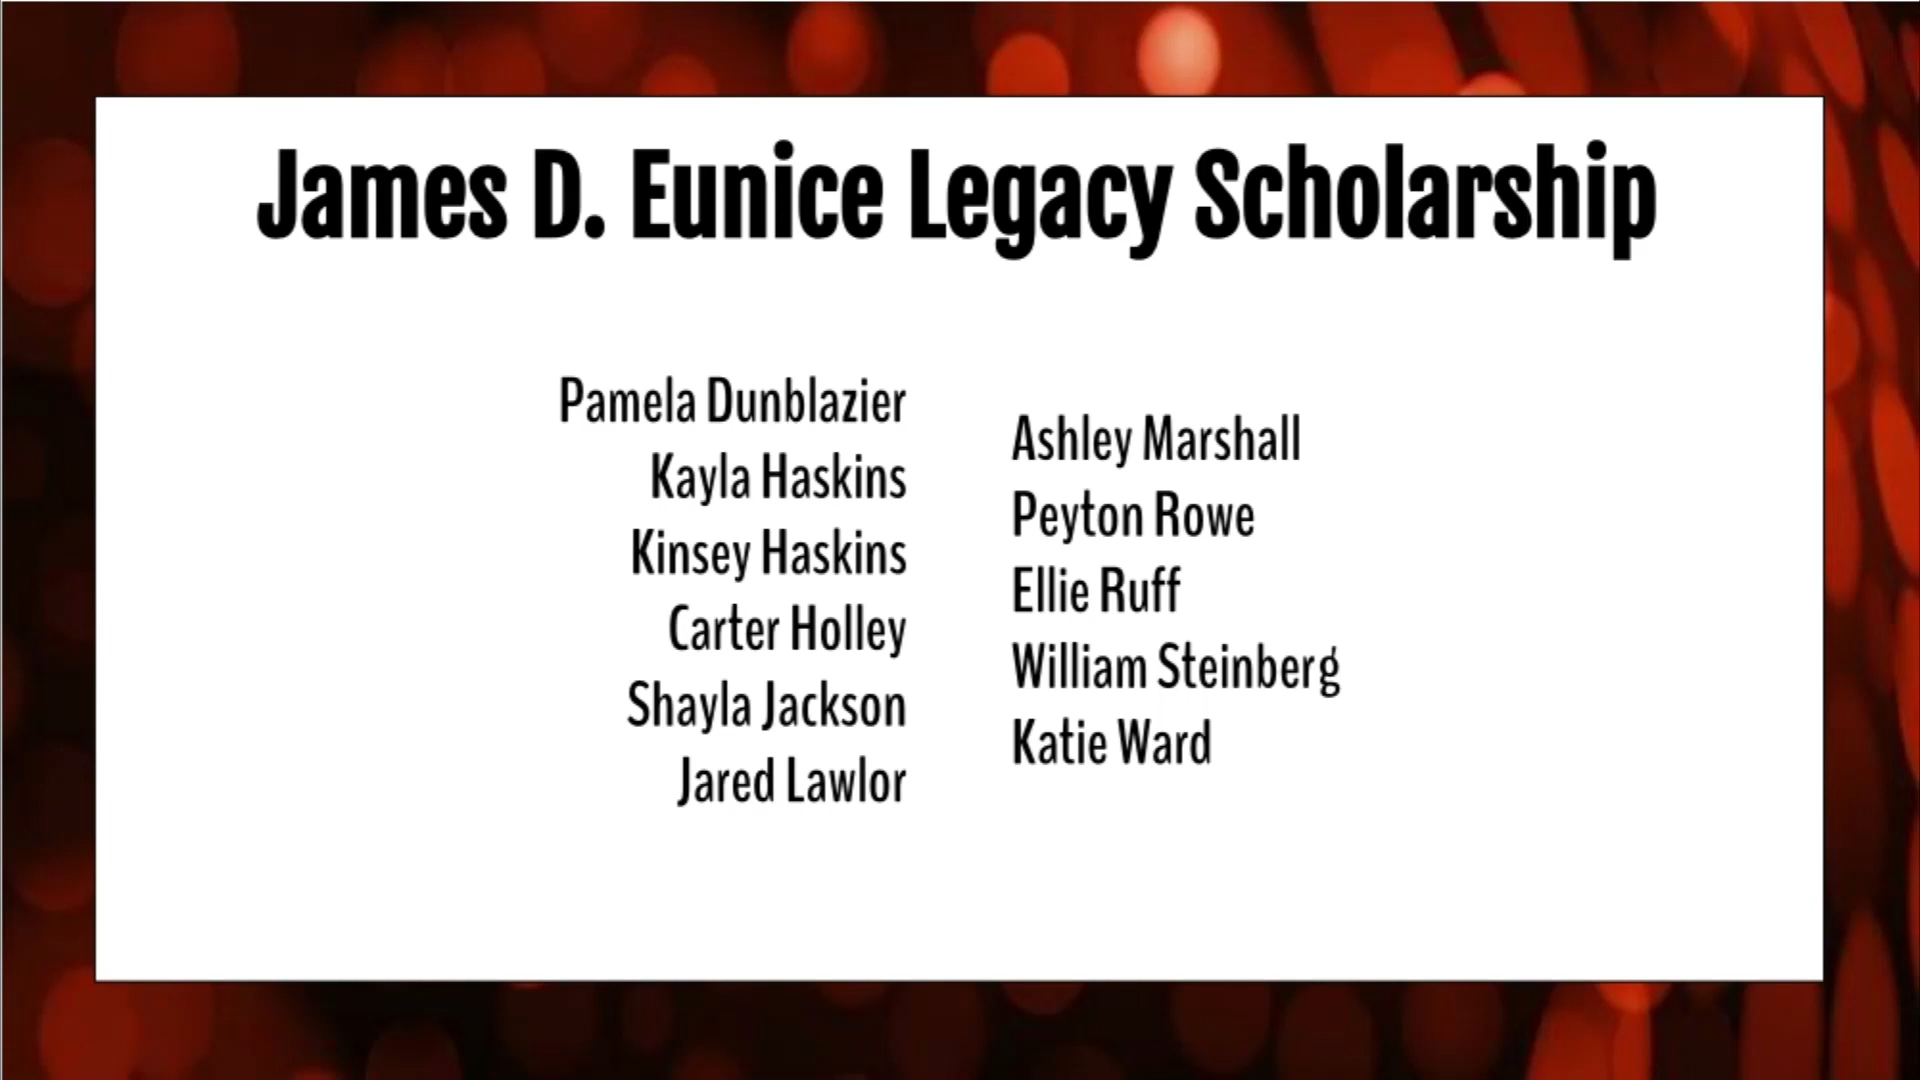 James D. Eunice Legacy Scholarship
Pamela Dunblazier
Kayla Haskins
Kinsey Haskins
Carter Holley
Shayla Jackson
Jared Lawlor
Ashley Marshall
Peyton Rowe
Ellie Ruff
William Steinberg
Katie Ward